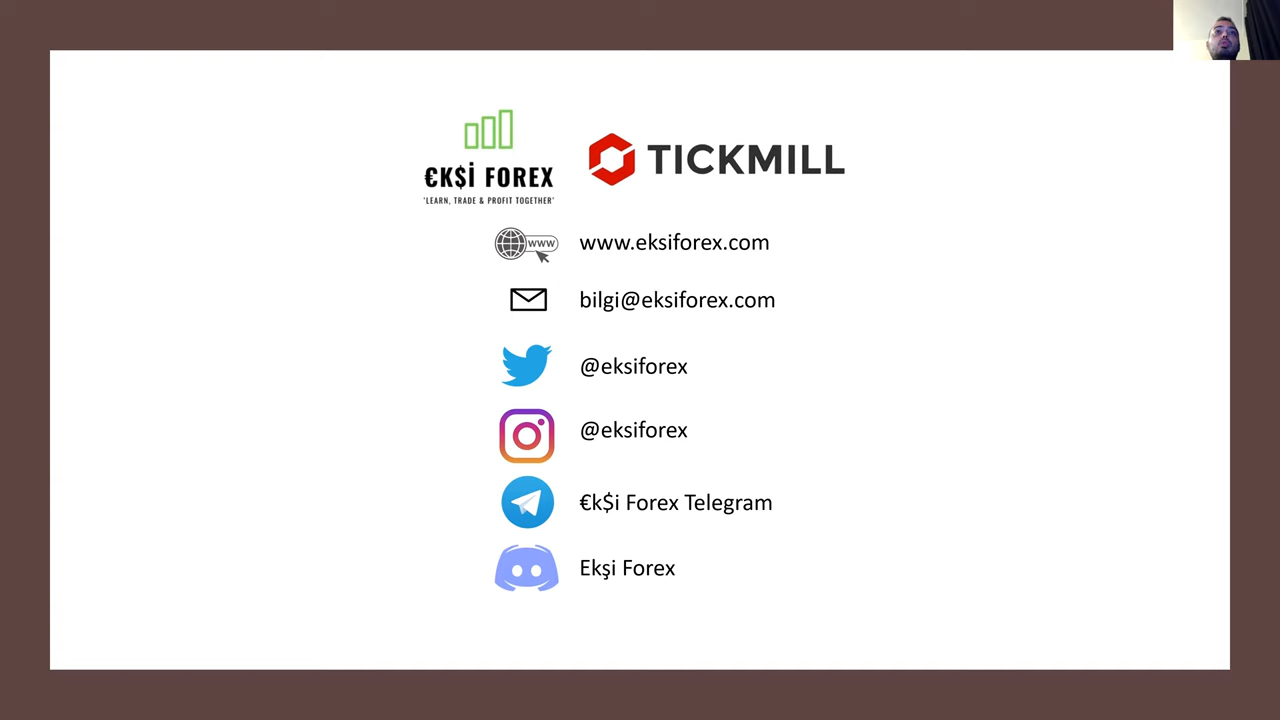 €K$İ FOREX
'LEARN, TRADE & PROFIT TOGETHER'
TICKMILL
www
www.eksiforex.com
bilgi@eksiforex.com
@eksiforex
@eksiforex
€k$i Forex Telegram
Ekşi Forex